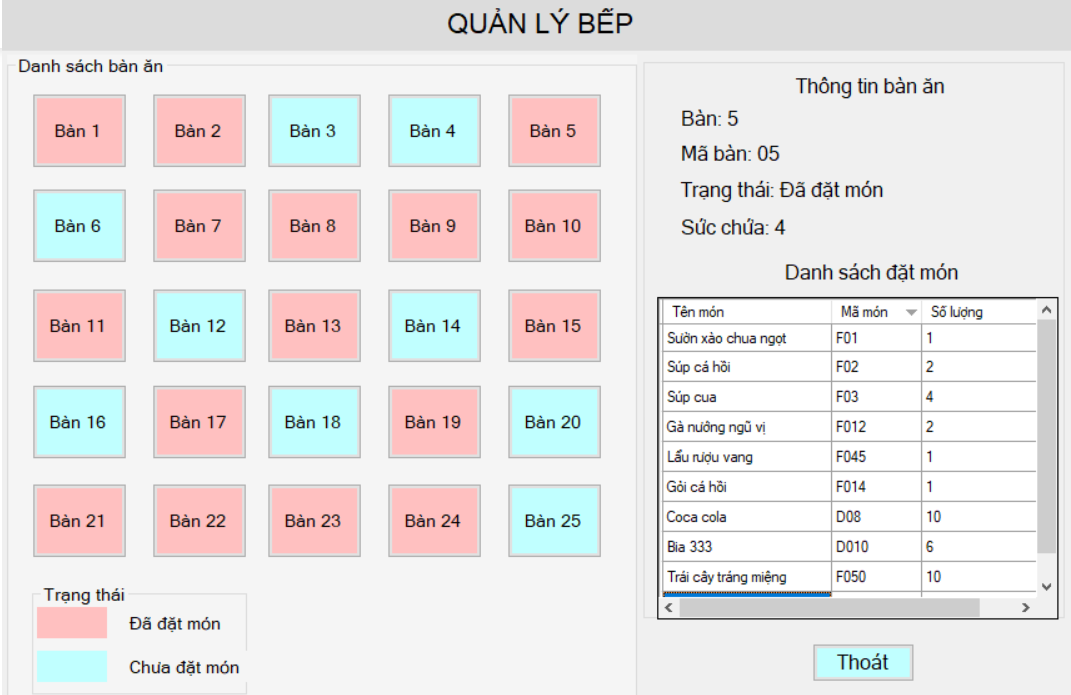 QUẢN LÝ BẾP
Danh sách bàn ăn
Bàn 1 Bàn 2 Bàn 3 Bàn 4 Bàn 5
Bàn 6 Bàn 7 Bàn 8 Bàn 9 Bàn 10
Bàn 11 Bàn 12 Bàn 13 Bàn 14 Bàn 15
Bàn 16 Bàn 17 Bàn 18 Bàn 19 Bàn 20
Bàn 21 Bàn 22 Bàn 23 Bàn 24 Bàn 25
Trạng thái
Đã đặt món
Chưa đặt món
Thông tin bàn ăn
Bàn: 5
Mã bàn: 05
Trạng thái: Đã đặt món
Sức chứa: 4
Danh sách đặt món
Tên món Mã món Số lượng
Sườn xào chua ngọt F01 1
Súp cá hồi F02 2
Súp cua F03 4
Gà nướng ngũ vị F012 2
Lẩu rượu vang F045 1
Gỏi cá hồi F014 1
Coca cola D08 10
Bia 333 D010 6
Trái cây tráng miệng F050 10
Thoát